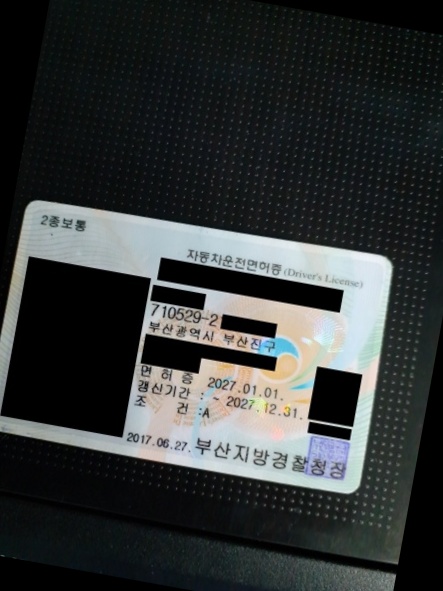 2종보통
자동차운전면허증 (Driver's License)
710529-2
부산광역시 부산진구
면 허 증 2027.01.01.
갱신기간 : ~ 2027.12.31.
조 건 :A
2017.06.27. 부산지방경찰청장